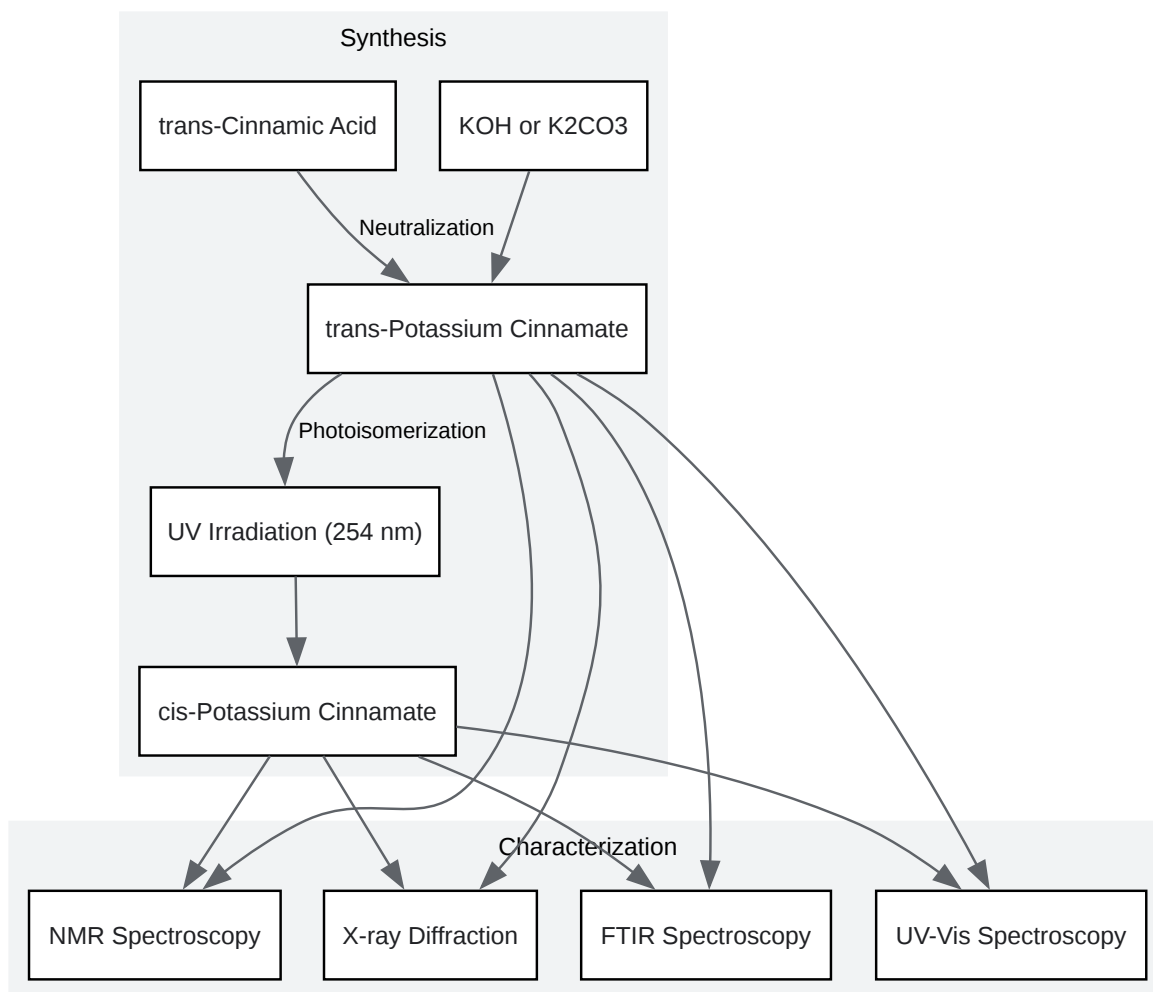 Synthesis
trans-Cinnamic Acid
KOH or K2CO3
Neutralization
trans-Potassium Cinnamate
Photoisomerization
UV Irradiation (254 nm)
cis-Potassium Cinnamate
Characterization
NMR Spectroscopy
X-ray Diffraction
FTIR Spectroscopy
UV-Vis Spectroscopy